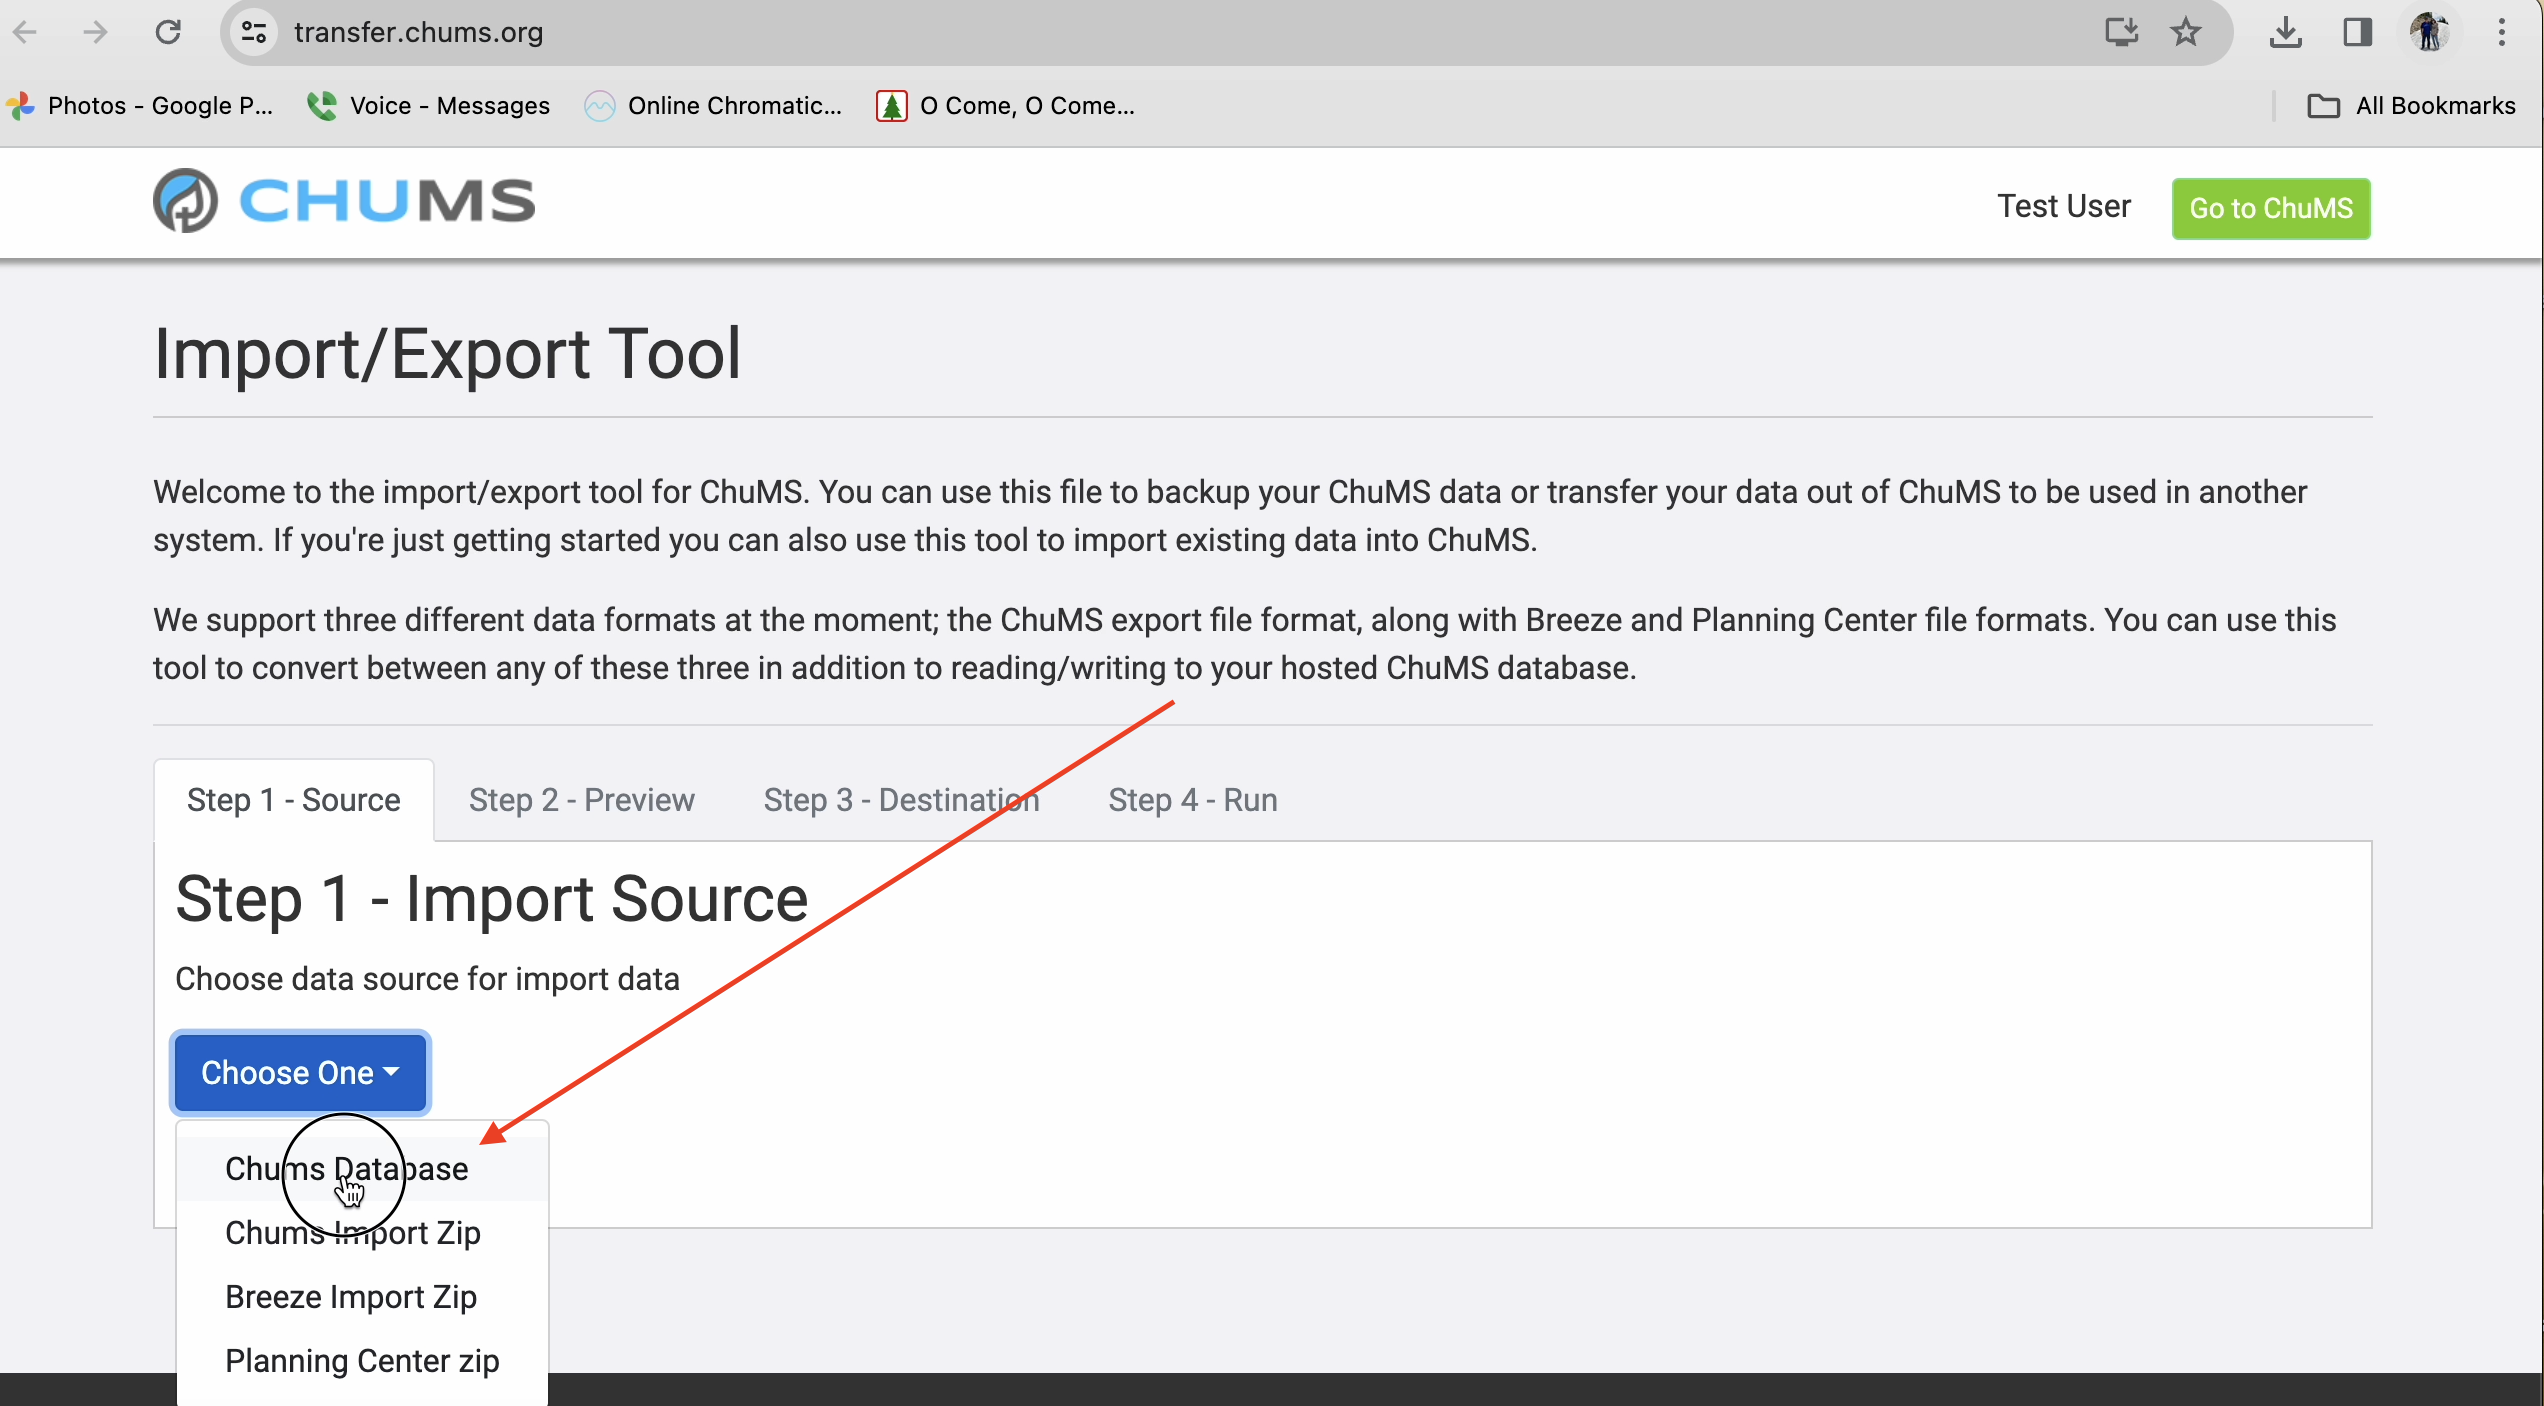 transfer.chums.org
Photos - Google P...
Voice - Messages
Online Chromatic...
O Come, O Come...
All Bookmarks
CHUMS
Test User
Go to ChuMS
Import/Export Tool
Welcome to the import/export tool for ChuMS. You can use this file to backup your ChuMS data or transfer your data out of ChuMS to be used in another
system. If you're just getting started you can also use this tool to import existing data into ChuMS.
We support three different data formats at the moment; the ChuMS export file format, along with Breeze and Planning Center file formats. You can use this
tool to convert between any of these three in addition to reading/writing to your hosted ChuMS database.
Step 1 - Source
Step 2 - Preview
Step 3 - Destination
Step 4 - Run
Step 1 - Import Source
Choose data source for import data
Choose One
Chums Database
Chums Import Zip
Breeze Import Zip
Planning Center zip